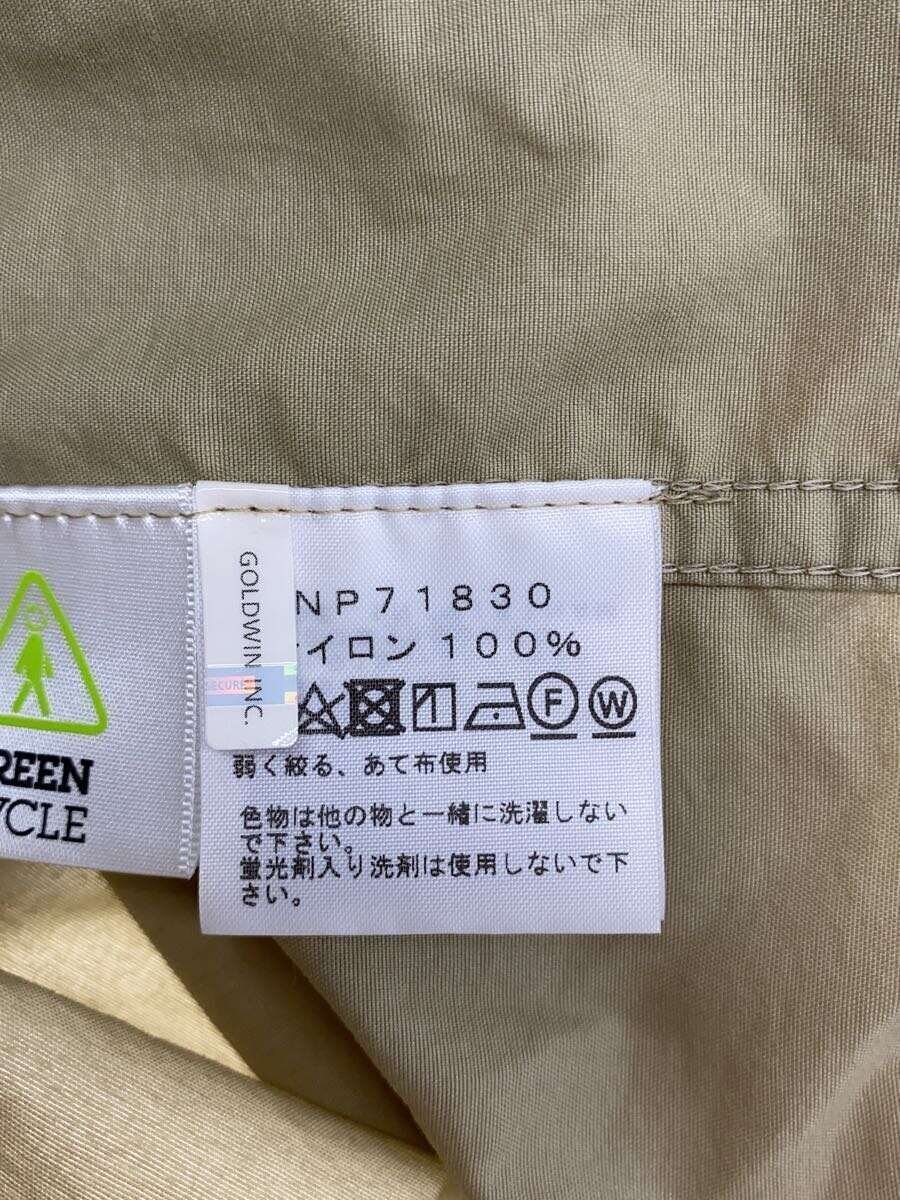 GOLDWIN INC.
NP71830
イロン 100%
F W
弱く絞る、あて布使用
色物は他の物と一緒に洗濯しない
で下さい。
蛍光剤入り洗剤は使用しないで下
さい。
REEN
YCLE